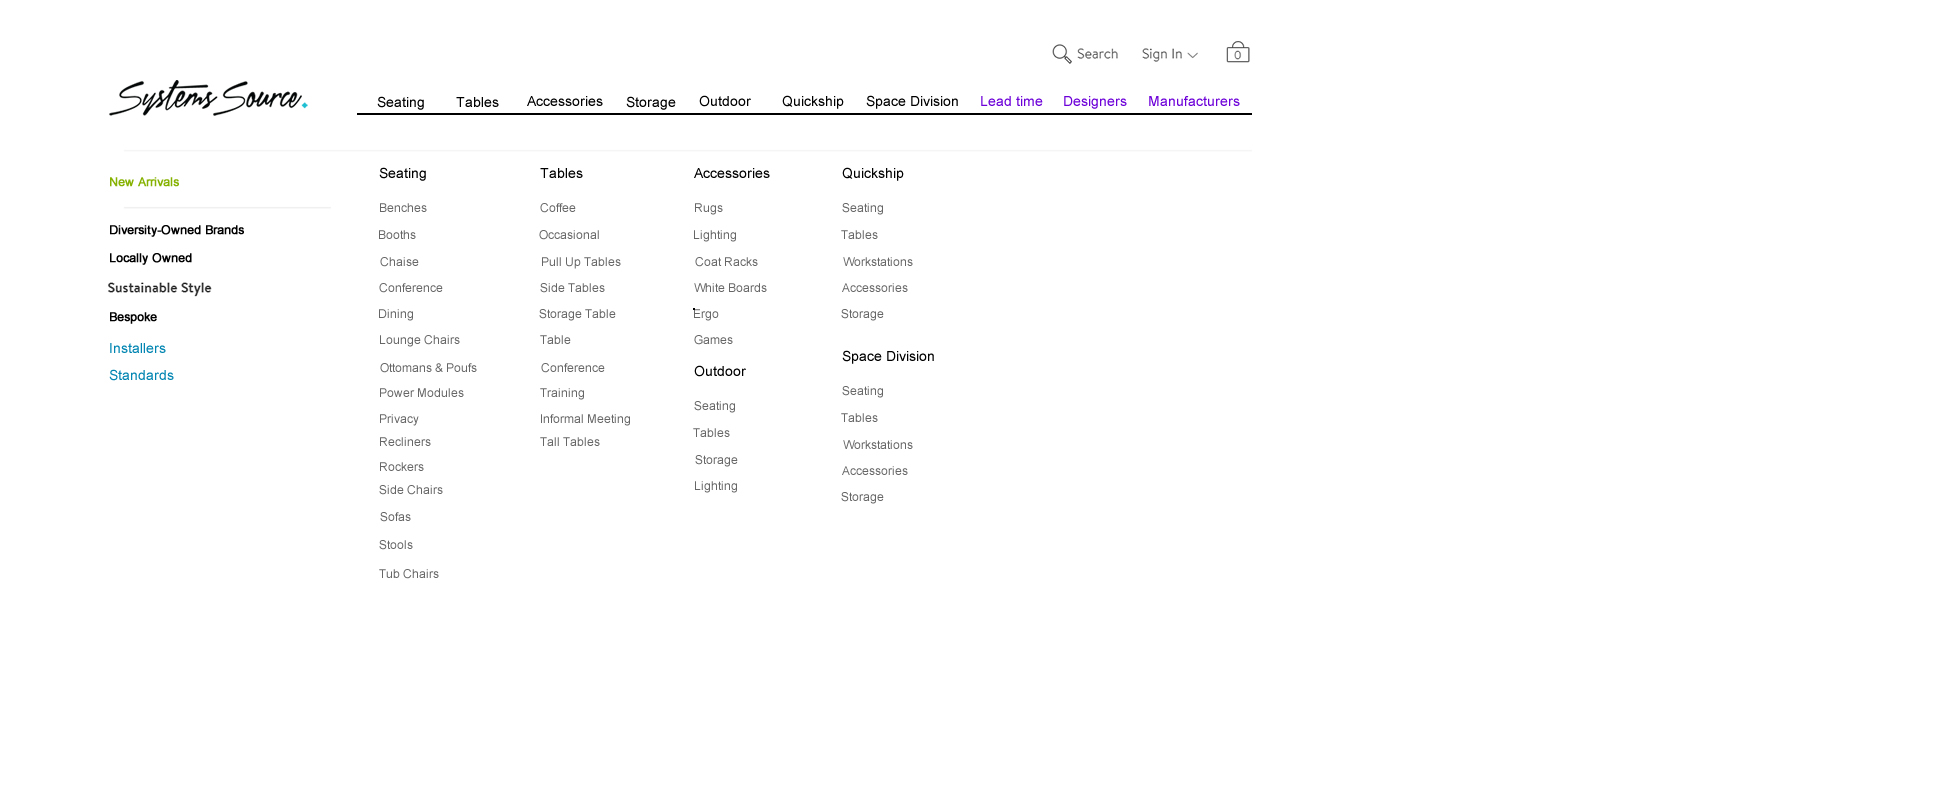 Search Sign In 0
Systems Source.
Seating Tables Accessories Storage Outdoor Quickship Space Division Lead time Designers Manufacturers
New Arrivals
Diversity-Owned Brands
Locally Owned
Sustainable Style
Bespoke
Installers
Standards
Seating
Benches
Booths
Chaise
Conference
Dining
Lounge Chairs
Ottomans & Poufs
Power Modules
Privacy
Recliners
Rockers
Side Chairs
Sofas
Stools
Tub Chairs
Tables
Coffee
Occasional
Pull Up Tables
Side Tables
Storage Table
Table
Conference
Training
Informal Meeting
Tall Tables
Accessories
Rugs
Lighting
Coat Racks
White Boards
Ergo
Games
Outdoor
Seating
Tables
Storage
Lighting
Quickship
Seating
Tables
Workstations
Accessories
Storage
Space Division
Seating
Tables
Workstations
Accessories
Storage